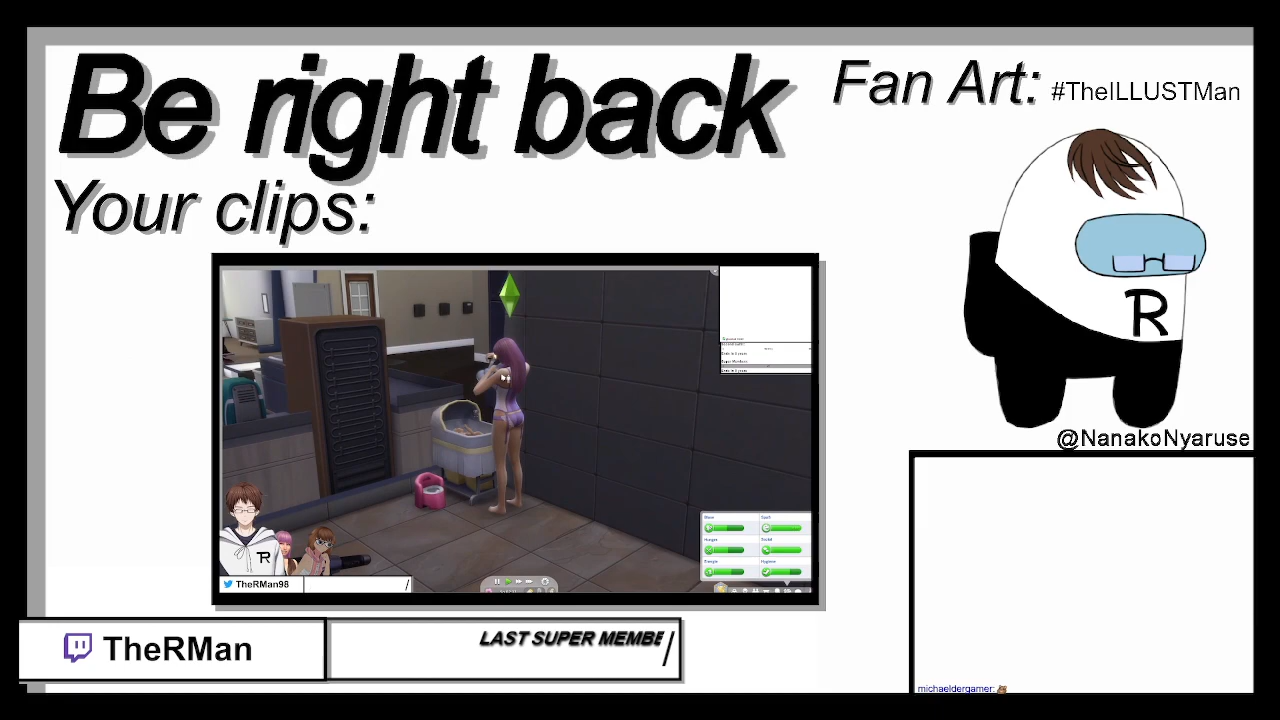 Be right back
Your clips:
Fan Art: #TheILLUSTMan
R
@NanakoNyaruse
R
TheRMan98
/
TheRMan
LAST SUPER MEMBE
/
michaeldergamer: